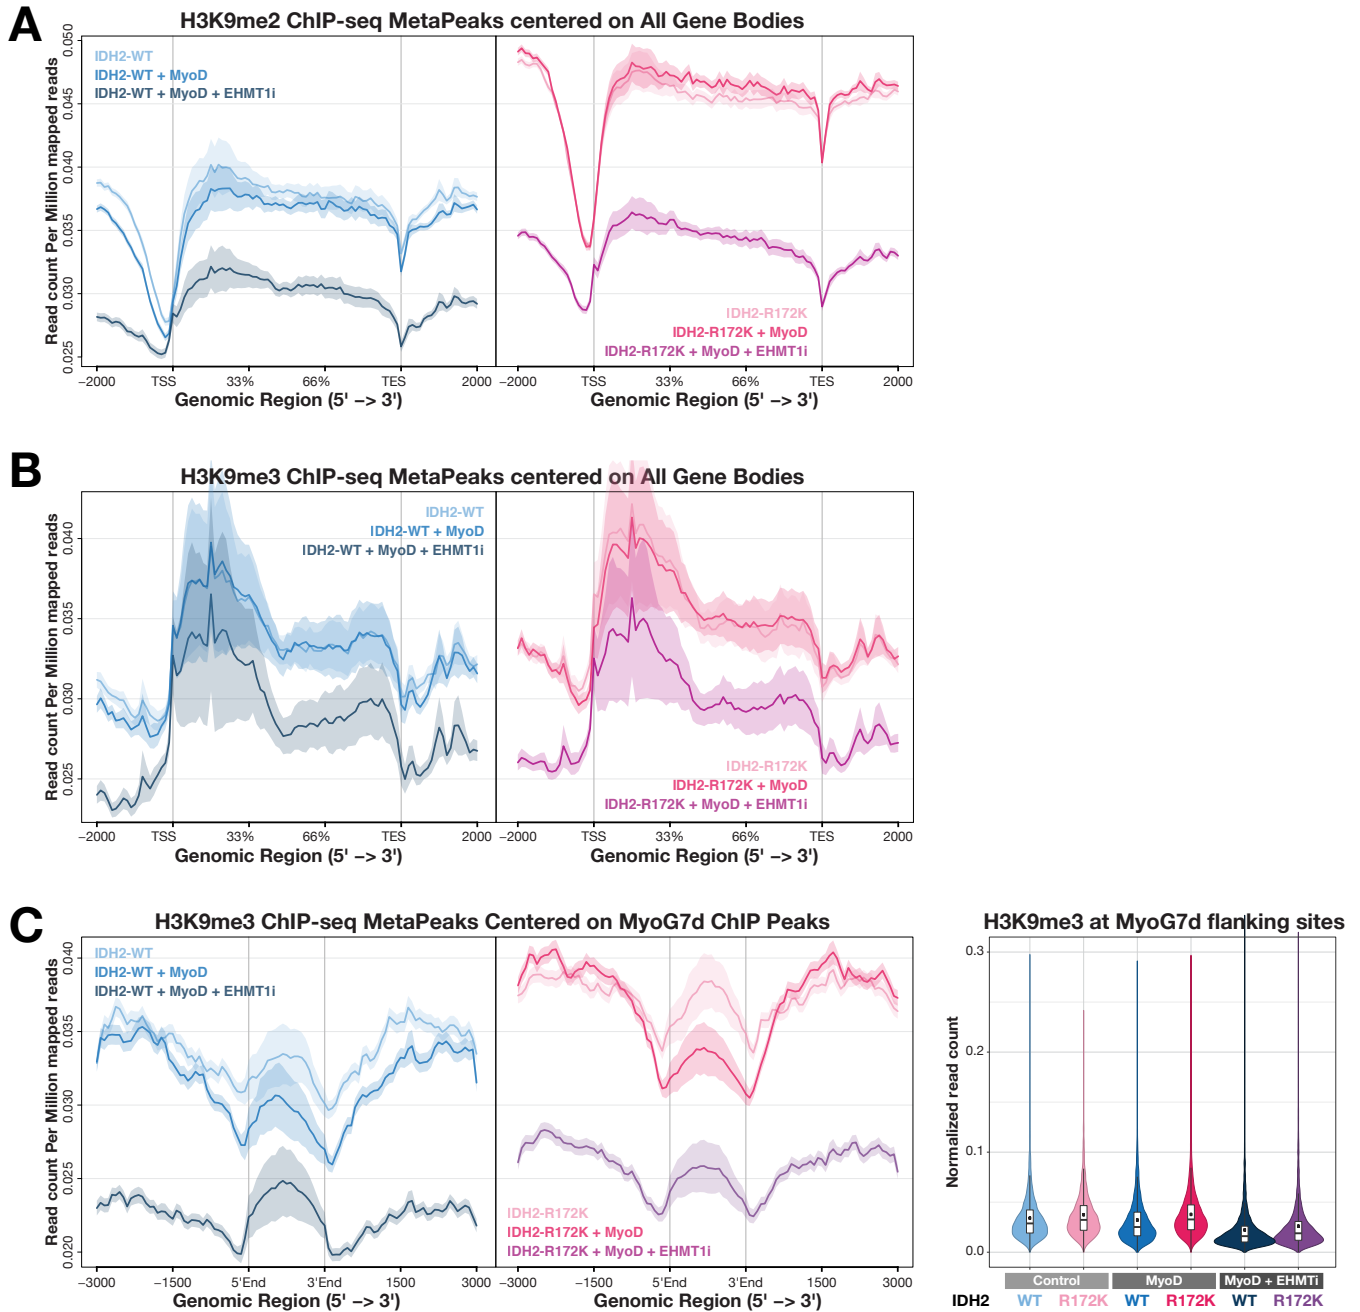 A
H3K9me2 ChIP-seq MetaPeaks centered on All Gene Bodies
Read count Per Million mapped reads
0.050
0.045
0.040
0.035
0.030
0.025
IDH2-WT
IDH2-WT + MyoD
IDH2-WT + MyoD + EHMT1i
IDH2-R172K
IDH2-R172K + MyoD
IDH2-R172K + MyoD + EHMT1i
−2000 TSS 33% 66% TES 2000
−2000 TSS 33% 66% TES 2000
Genomic Region (5' −> 3')
Genomic Region (5' −> 3')
B
H3K9me3 ChIP-seq MetaPeaks centered on All Gene Bodies
Read count Per Million mapped reads
0.040
0.035
0.030
0.025
IDH2-WT
IDH2-WT + MyoD
IDH2-WT + MyoD + EHMT1i
IDH2-R172K
IDH2-R172K + MyoD
IDH2-R172K + MyoD + EHMT1i
−2000 TSS 33% 66% TES 2000
−2000 TSS 33% 66% TES 2000
Genomic Region (5' −> 3')
Genomic Region (5' −> 3')
C
H3K9me3 ChIP-seq MetaPeaks Centered on MyoG7d ChIP Peaks
Read count Per Million mapped reads
0.040
0.035
0.030
0.025
0.020
IDH2-WT
IDH2-WT + MyoD
IDH2-WT + MyoD + EHMT1i
IDH2-R172K
IDH2-R172K + MyoD
IDH2-R172K + MyoD + EHMT1i
−3000 −1500 5'End 3'End 1500 3000
−3000 −1500 5'End 3'End 1500 3000
Genomic Region (5' −> 3')
Genomic Region (5' −> 3')
H3K9me3 at MyoG7d flanking sites
Normalized read count
0.3
0.2
0.1
0.0
Control MyoD MyoD + EHMTi
IDH2 WT R172K WT R172K WT R172K